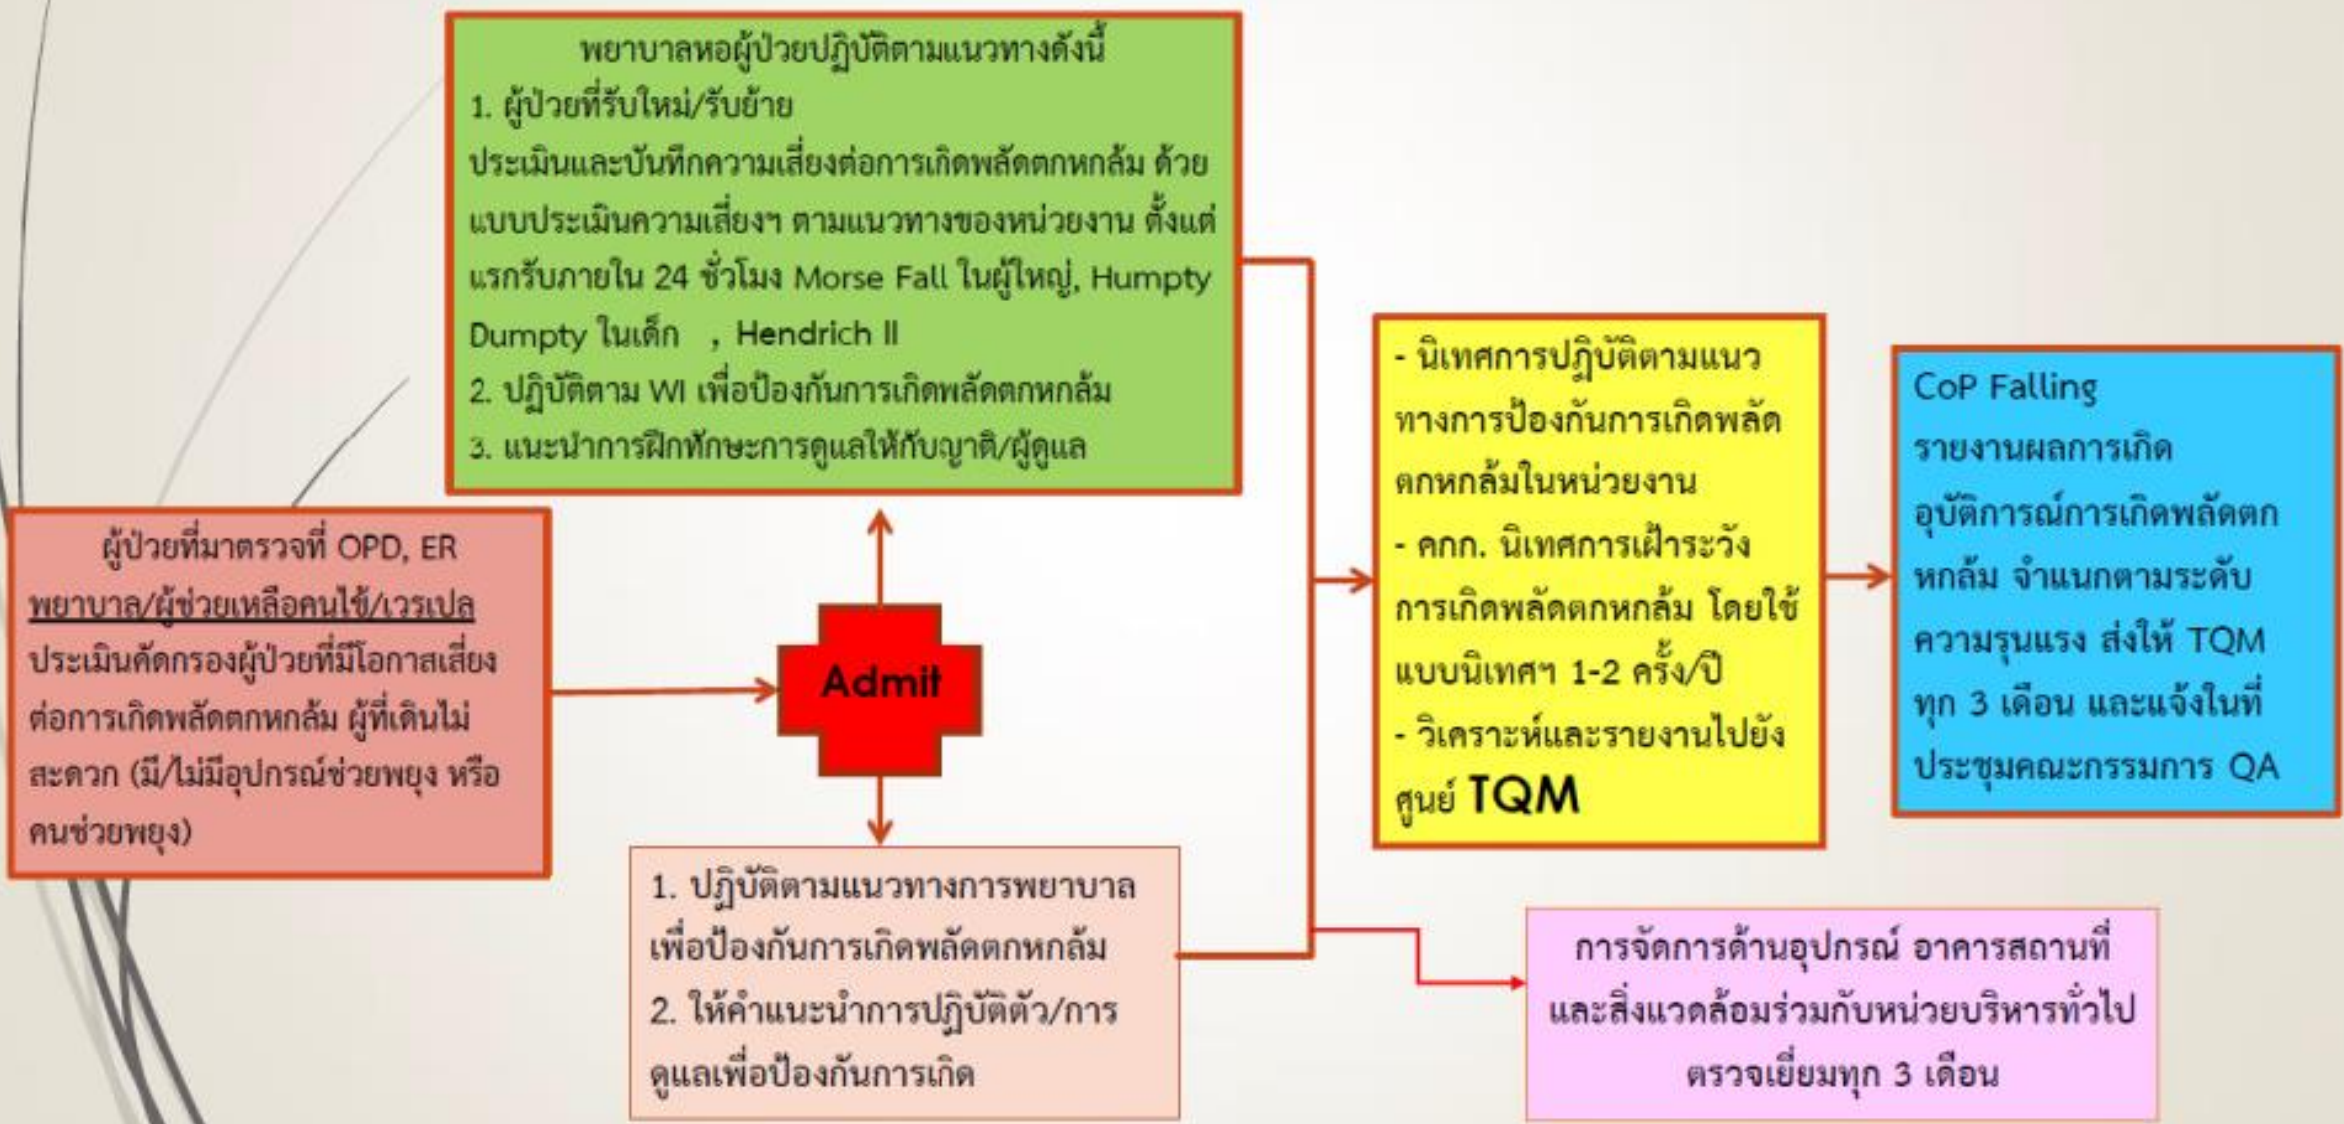 พยาบาลหอผู้ป่วยปฏิบัติตามแนวทางดังนี้
1. ผู้ป่วยที่รับใหม่/รับย้าย
ประเมินและบันทึกความเสี่ยงต่อการเกิดพลัดตกหกล้ม ด้วย
แบบประเมินความเสี่ยงฯ ตามแนวทางของหน่วยงาน ตั้งแต่
แรกรับภายใน 24 ชั่วโมง Morse Fall ในผู้ใหญ่, Humpty
Dumpty ในเด็ก , Hendrich II
2. ปฏิบัติตาม WI เพื่อป้องกันการเกิดพลัดตกหกล้ม
3. แนะนำการฝึกทักษะการดูแลให้กับญาติ/ผู้ดูแล
ผู้ป่วยที่มาตรวจที่ OPD, ER
พยาบาล/ผู้ช่วยเหลือคนไข้/เวรเปล
ประเมินคัดกรองผู้ป่วยที่มีโอกาสเสี่ยง
ต่อการเกิดพลัดตกหกล้ม ผู้ที่เดินไม่
สะดวก (มี/ไม่มีอุปกรณ์ช่วยพยุง หรือ
คนช่วยพยุง)
Admit
1. ปฏิบัติตามแนวทางการพยาบาล
เพื่อป้องกันการเกิดพลัดตกหกล้ม
2. ให้คำแนะนำการปฏิบัติตัว/การ
ดูแลเพื่อป้องกันการเกิด
- นิเทศการปฏิบัติตามแนว
ทางการป้องกันการเกิดพลัด
ตกหกล้มในหน่วยงาน
- คกก. นิเทศการเฝ้าระวัง
การเกิดพลัดตกหกล้ม โดยใช้
แบบนิเทศฯ 1-2 ครั้ง/ปี
- วิเคราะห์และรายงานไปยัง
ศูนย์ TQM
CoP Falling
รายงานผลการเกิด
อุบัติการณ์การเกิดพลัดตก
หกล้ม จำแนกตามระดับ
ความรุนแรง ส่งให้ TQM
ทุก 3 เดือน และแจ้งในที่
ประชุมคณะกรรมการ QA
การจัดการด้านอุปกรณ์ อาคารสถานที่
และสิ่งแวดล้อมร่วมกับหน่วยบริหารทั่วไป
ตรวจเยี่ยมทุก 3 เดือน